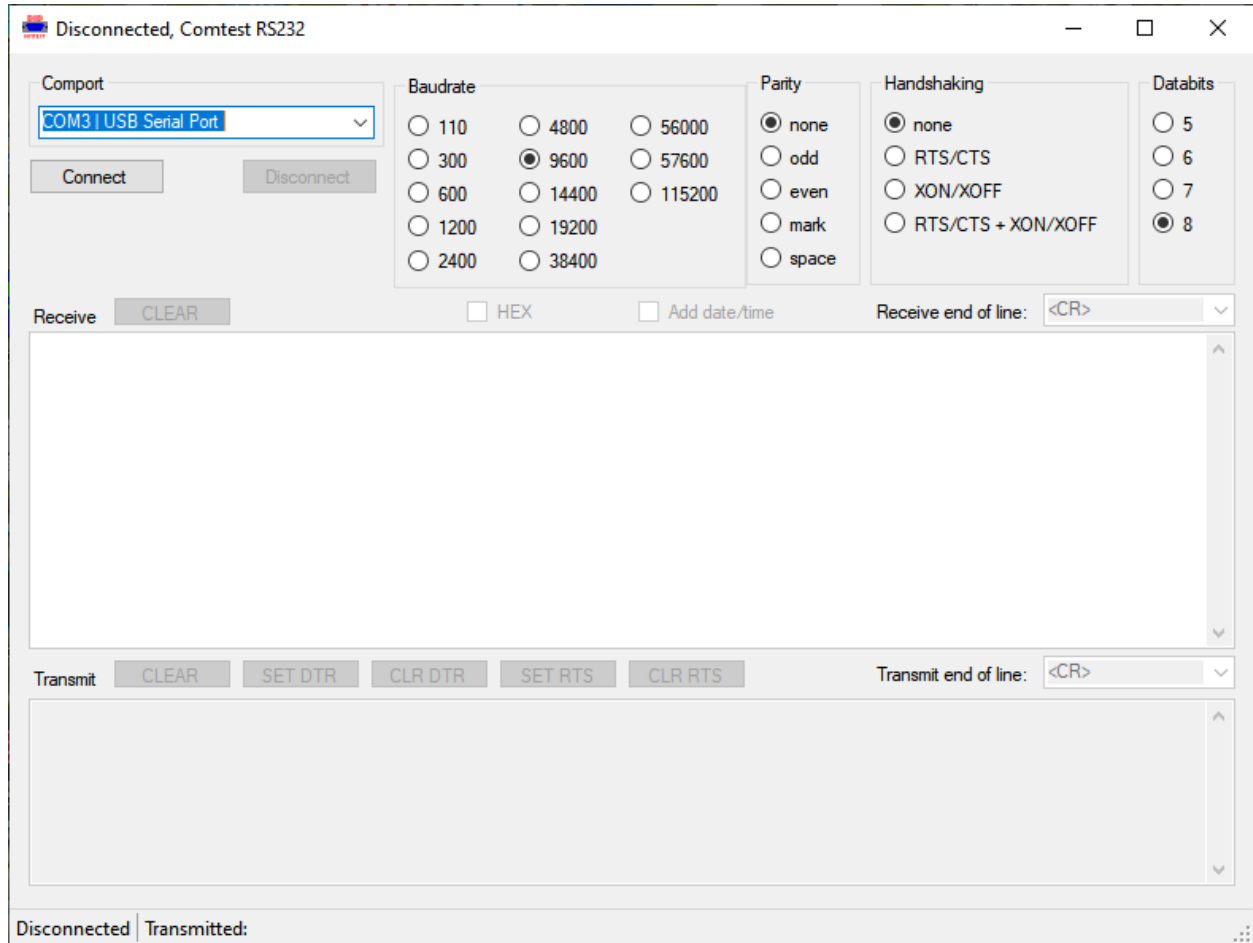 Disconnected, Comtest RS232
Comport
COM3 | USB Serial Port
Connect
Disconnect
Baudrate
110
300
600
1200
2400
4800
9600
14400
19200
38400
56000
57600
115200
Parity
none
odd
even
mark
space
Handshaking
none
RTS/CTS
XON/XOFF
RTS/CTS + XON/XOFF
Databits
5
6
7
8
Receive
CLEAR
HEX
Add date/time
Receive end of line:
<CR>
Transmit
CLEAR
SET DTR
CLR DTR
SET RTS
CLR RTS
Transmit end of line:
<CR>
Disconnected
Transmitted: